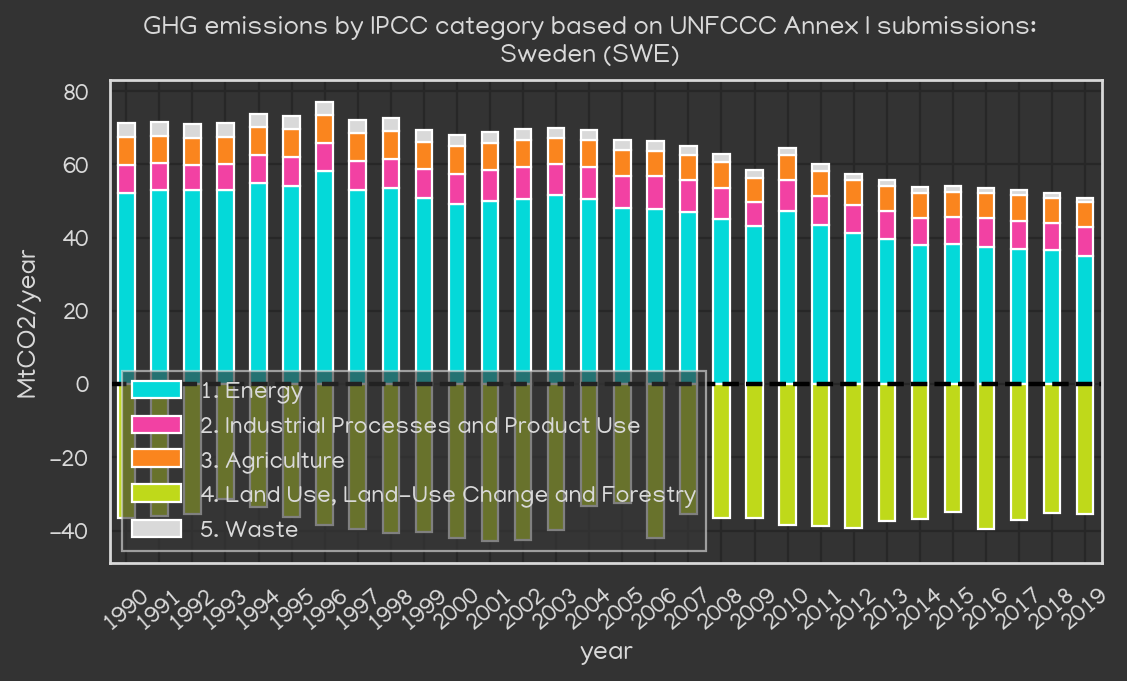 GHG emissions by IPCC category based on UNFCCC Annex I submissions:
Sweden (SWE)
MtCO2/year
80
60
40
20
0
−20
−40
1. Energy
2. Industrial Processes and Product Use
3. Agriculture
4. Land Use, Land-Use Change and Forestry
5. Waste
1990 1991 1992 1993 1994 1995 1996 1997 1998 1999 2000 2001 2002 2003 2004 2005 2006 2007 2008 2009 2010 2011 2012 2013 2014 2015 2016 2017 2018 2019
year